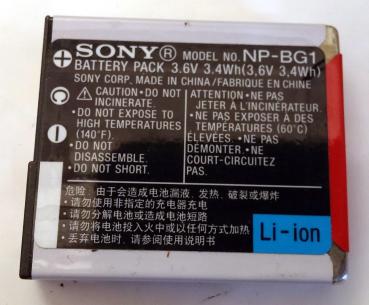 SONY® MODEL NO. NP-BG1
BATTERY PACK 3.6V 3.4Wh(3,6V 3,4Wh)
SONY CORP. MADE IN CHINA/FABRIQUE EN CHINE
⚠ CAUTION • DO NOT INCINERATE.
• DO NOT EXPOSE TO HIGH TEMPERATURES (140°F).
• DO NOT DISASSEMBLE.
• DO NOT SHORT.
ATTENTION • NE PAS JETER À L'INCINÉRATEUR.
• NE PAS EXPOSER À DES TEMPÉRATURES (60°C) ÉLEVÉES. • NE PAS DÉMONTER • NE COURT-CIRCUITEZ PAS.
危险: 由于会造成电池漏液、发热、破裂或爆炸
• 请勿使用非指定的充电器充电
• 请勿分解电池或造成电池短路
• 请勿将电池投入火中或以任何方式加热
• 丢弃电池时、请参阅使用说明书
Li-ion